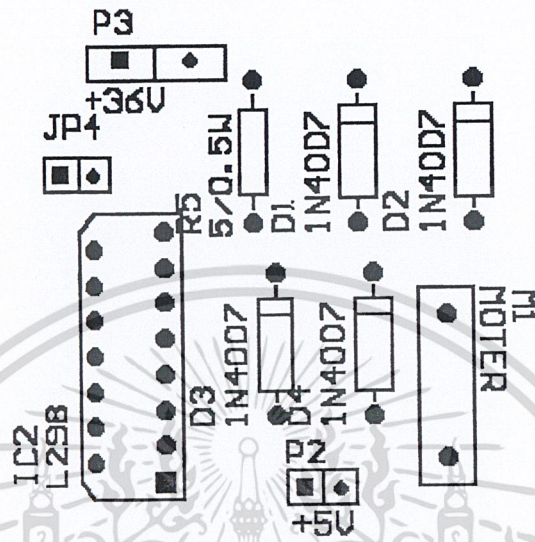 P3
+36V
JP4
R5
5/0.5W
D1
1N4007
D2
1N4007
IC2
L298
D3
1N4007
D4
1N4007
M1
MOTER
P2
+5V